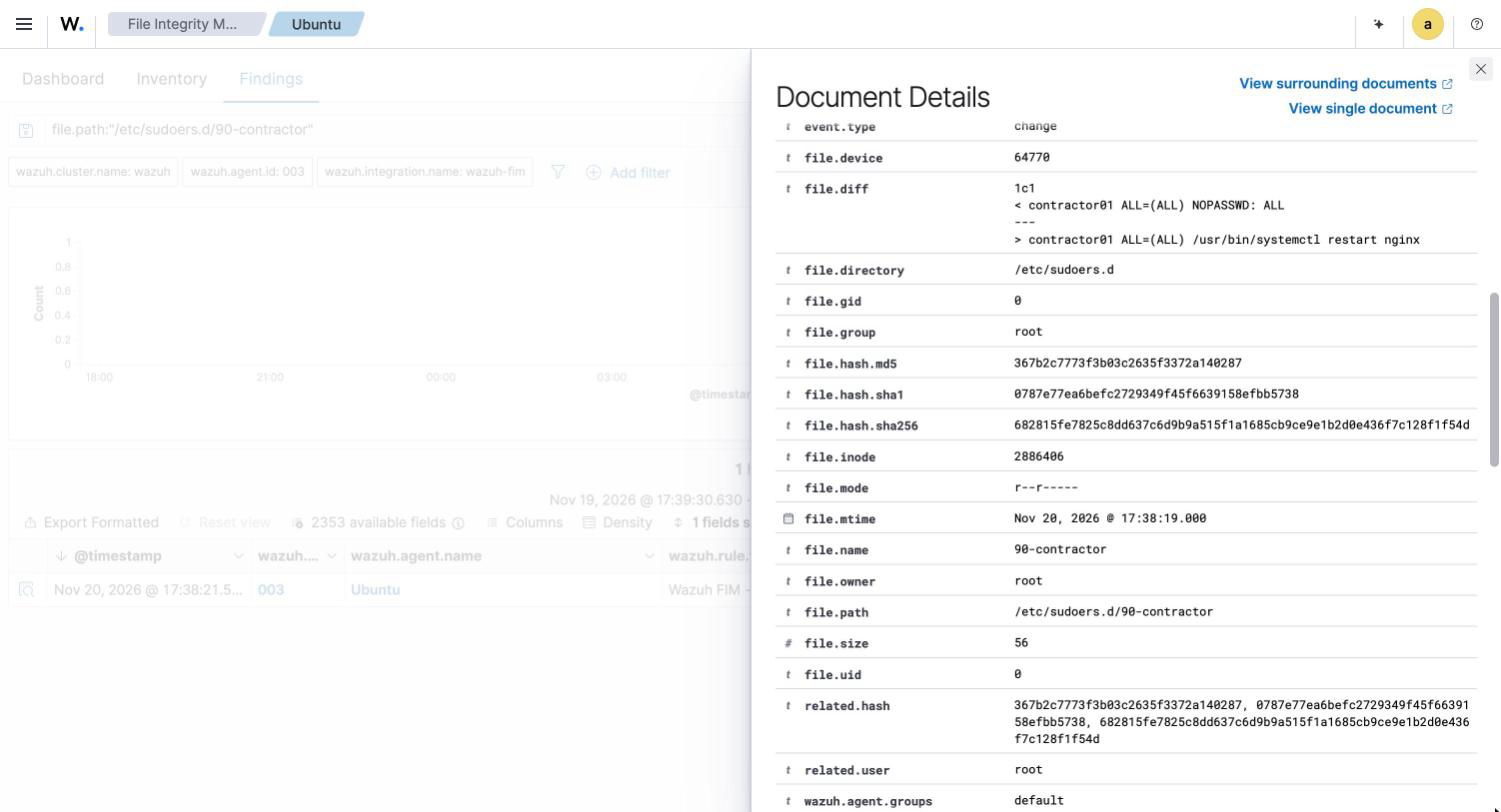 W.
File Integrity M...
Ubuntu
a
Dashboard
Inventory
Findings
file.path:"/etc/sudoers.d/90-contractor"
wazuh.cluster.name: wazuh
wazuh.agent.id: 003
wazuh.integration.name: wazuh-fim
Add filter
Count
1
0.8
0.6
0.4
0.2
0
18:00
21:00
00:00
03:00
Nov 19, 2026 @ 17:39:30.630 -
Export Formatted
Reset view
2353 available fields
Columns
Density
1 fields s
@timestamp
wazuh....
wazuh.agent.name
wazuh.rule.
Nov 20, 2026 @ 17:38:21.5...
003
Ubuntu
Wazuh FIM -
Document Details
View surrounding documents
View single document
t event.type change
t file.device 64770
t file.diff 1c1
< contractor01 ALL=(ALL) NOPASSWD: ALL
---
> contractor01 ALL=(ALL) /usr/bin/systemctl restart nginx
t file.directory /etc/sudoers.d
t file.gid 0
t file.group root
t file.hash.md5 367b2c7773f3b03c2635f3372a140287
t file.hash.sha1 0787e77ea6befc2729349f45f6639158efbb5738
t file.hash.sha256 682815fe7825c8dd637c6d9b9a515f1a1685cb9ce9e1b2d0e436f7c128f1f54d
t file.inode 2886406
t file.mode r--r-----
file.mtime Nov 20, 2026 @ 17:38:19.000
t file.name 90-contractor
t file.owner root
t file.path /etc/sudoers.d/90-contractor
# file.size 56
t file.uid 0
t related.hash 367b2c7773f3b03c2635f3372a140287, 0787e77ea6befc2729349f45f66391
58efbb5738, 682815fe7825c8dd637c6d9b9a515f1a1685cb9ce9e1b2d0e436
f7c128f1f54d
t related.user root
t wazuh.agent.groups default